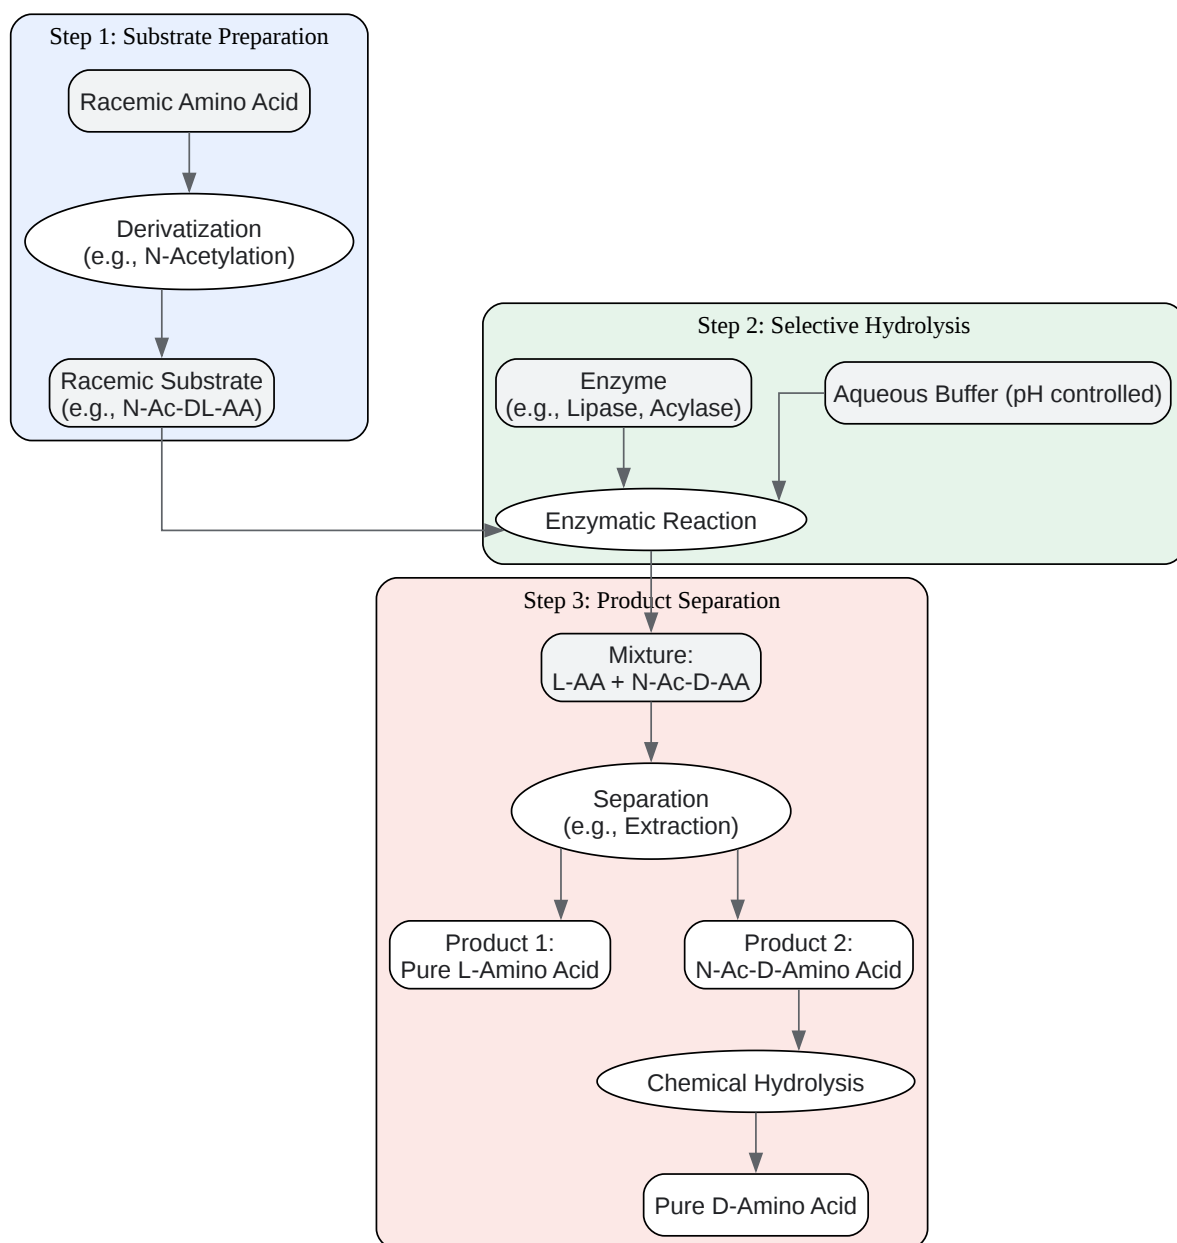 Step 1: Substrate Preparation
Racemic Amino Acid
Derivatization
(e.g., N-Acetylation)
Racemic Substrate
(e.g., N-Ac-DL-AA)
Step 2: Selective Hydrolysis
Enzyme
(e.g., Lipase, Acylase)
Aqueous Buffer (pH controlled)
Enzymatic Reaction
Step 3: Product Separation
Mixture:
L-AA + N-Ac-D-AA
Separation
(e.g., Extraction)
Product 1:
Pure L-Amino Acid
Product 2:
N-Ac-D-Amino Acid
Chemical Hydrolysis
Pure D-Amino Acid